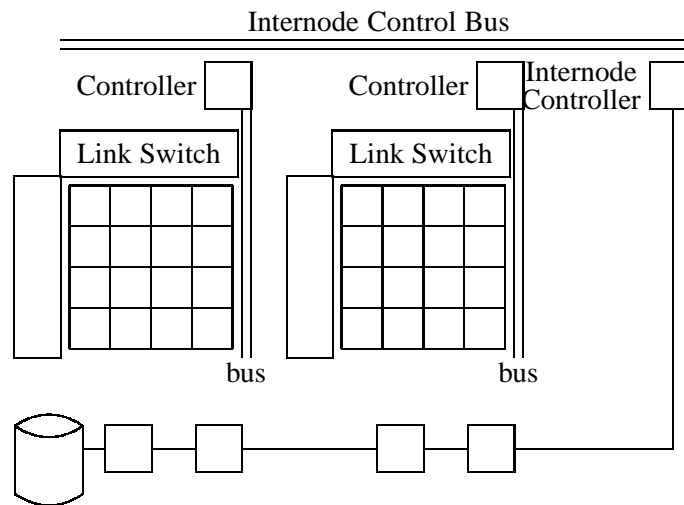 Internode Control Bus
Controller
Controller
Internode
Controller
Link Switch
Link Switch
bus
bus